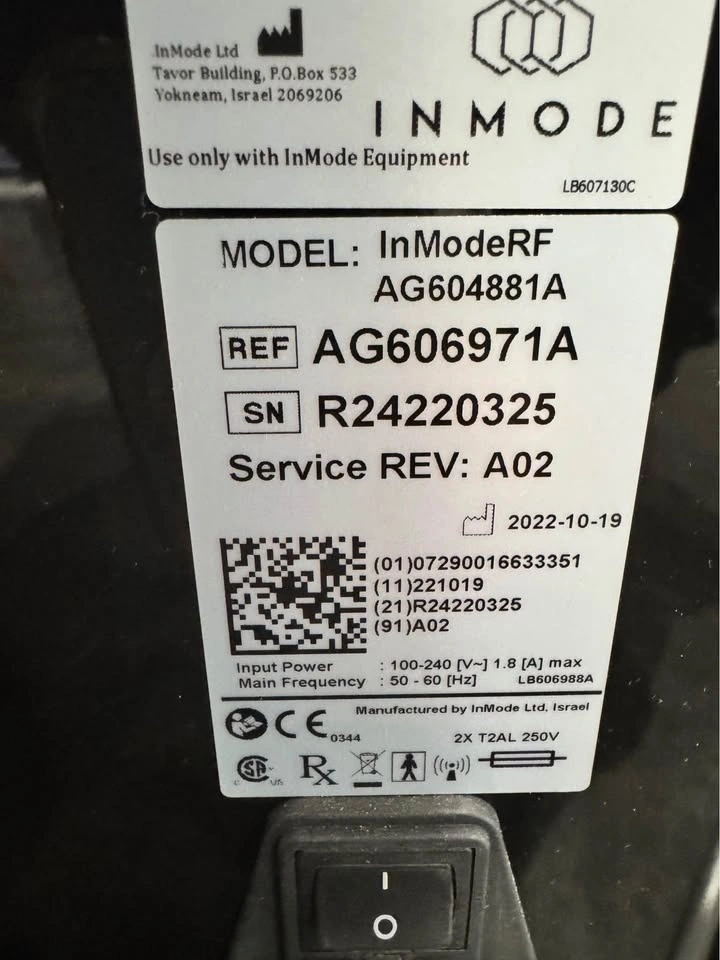 InMode Ltd
Tavor Building, P.O.Box 533
Yokneam, Israel 2069206
INMODE
Use only with InMode Equipment
LB607130C
MODEL: InModeRF
AG604881A
REF AG606971A
SN R24220325
Service REV: A02
2022-10-19
(01)07290016633351
(11)221019
(21)R24220325
(91)A02
Input Power : 100-240 [V~] 1.8 [A] max
Main Frequency : 50 - 60 [Hz] LB606988A
Manufactured by InMode Ltd, Israel
CE 0344
2X T2AL 250V
C SA US
Rx
I
O